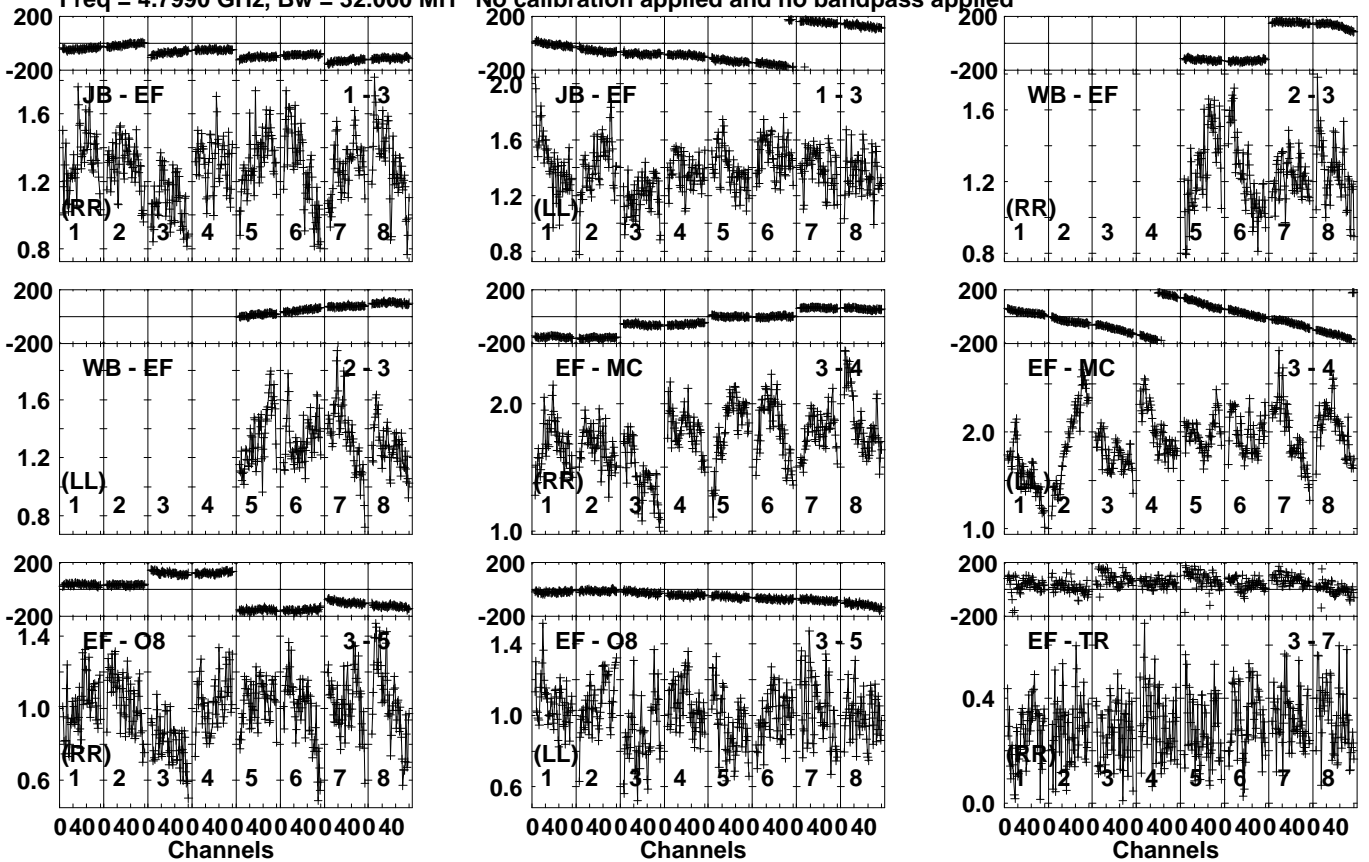 Freq = 4.7990 GHz, Bw = 32.000 MH No calibration applied and no bandpass applied
200 200 200
-200 -200 -200
JB - EF 1 - 3 2.0 JB - EF 1 - 3 WB - EF 2 - 3
1.6 1.6 1.6
1.2 1.2 1.2
(RR) (LL) (RR)
1 2 3 4 5 6 7 8 1 2 3 4 5 6 7 8 1 2 3 4 5 6 7 8
0.8 0.8 0.8
200 200 200
-200 -200 -200
WB - EF 2 - 3 EF - MC 3 - 4 EF - MC 3 - 4
1.6 2.0 2.0
1.2
(LL) (RR) (LL)
1 2 3 4 5 6 7 8 1 2 3 4 5 6 7 8 1 2 3 4 5 6 7 8
0.8 1.0 1.0
200 200 200
-200 -200 -200
1.4 EF - O8 3 - 5 1.4 EF - O8 3 - 5 EF - TR 3 - 7
1.0 1.0 0.4
(RR) (LL) (RR)
1 2 3 4 5 6 7 8 1 2 3 4 5 6 7 8 1 2 3 4 5 6 7 8
0.6 0.6 0.0
0 40 0 40 0 40 0 40 0 40 0 40 0 40 0 40 0 40 0 40 0 40 0 40 0 40 0 40 0 40 0 40 0 40 0 40 0 40 0 40 0 40 0 40 0 40 0 40
Channels Channels Channels